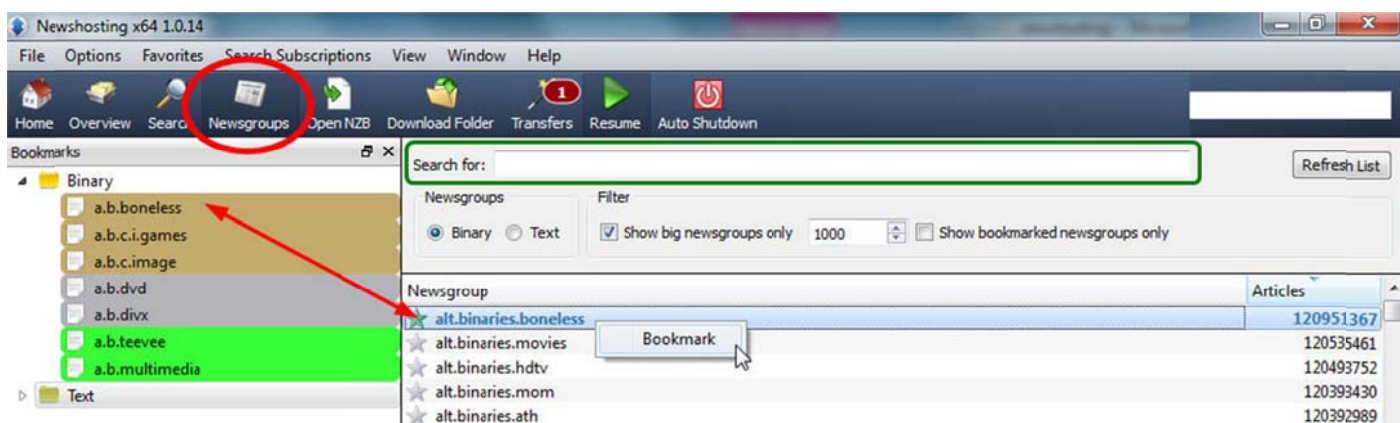 Newshosting x64 1.0.14
File Options Favorites Search Subscriptions View Window Help
1
Home Overview Search Newsgroups Open NZB Download Folder Transfers Resume Auto Shutdown
Bookmarks
Binary
a.b.boneless
a.b.c.i.games
a.b.c.image
a.b.dvd
a.b.divx
a.b.teevee
a.b.multimedia
Text
Search for: Refresh List
Newsgroups Filter
Binary Text Show big newsgroups only 1000 Show bookmarked newsgroups only
Newsgroup Articles
alt.binaries.boneless 120951367
Bookmark
alt.binaries.movies 120535461
alt.binaries.hdtv 120493752
alt.binaries.mom 120393430
alt.binaries.ath 120392989